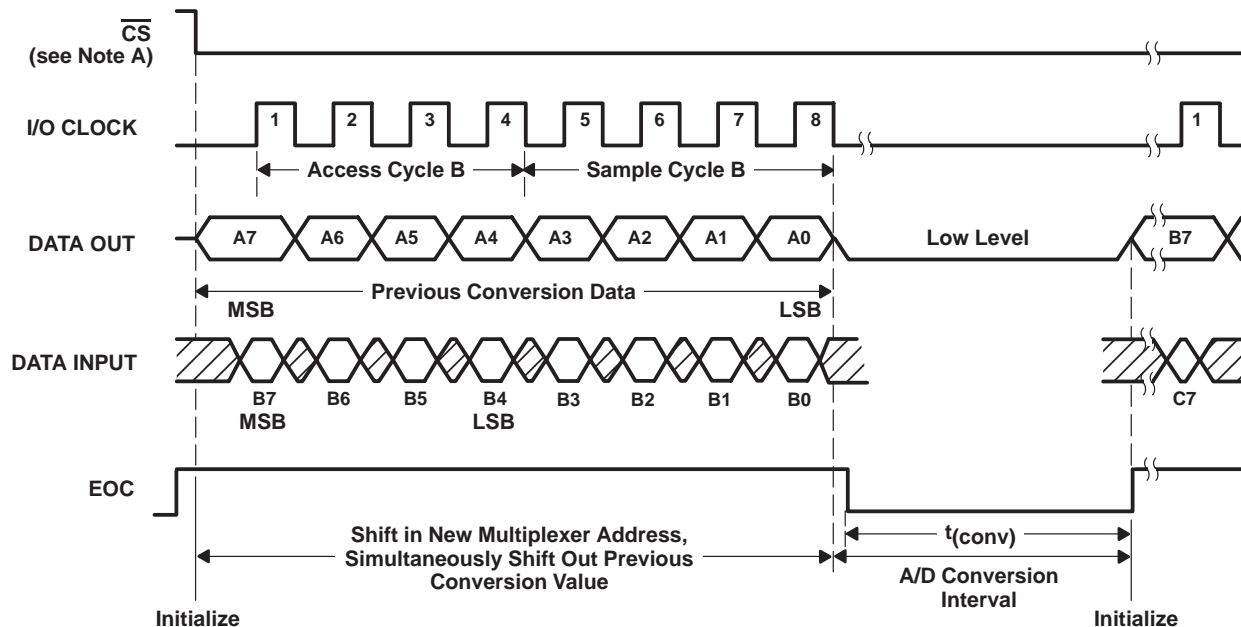 CS
(see Note A)
I/O CLOCK
1 2 3 4 5 6 7 8 1
Access Cycle B
Sample Cycle B
DATA OUT
A7 A6 A5 A4 A3 A2 A1 A0
Low Level
B7
Previous Conversion Data
MSB
LSB
DATA INPUT
B7 B6 B5 B4 B3 B2 B1 B0 C7
MSB
LSB
EOC
Shift in New Multiplexer Address,
Simultaneously Shift Out Previous
Conversion Value
t(conv)
A/D Conversion
Interval
Initialize
Initialize